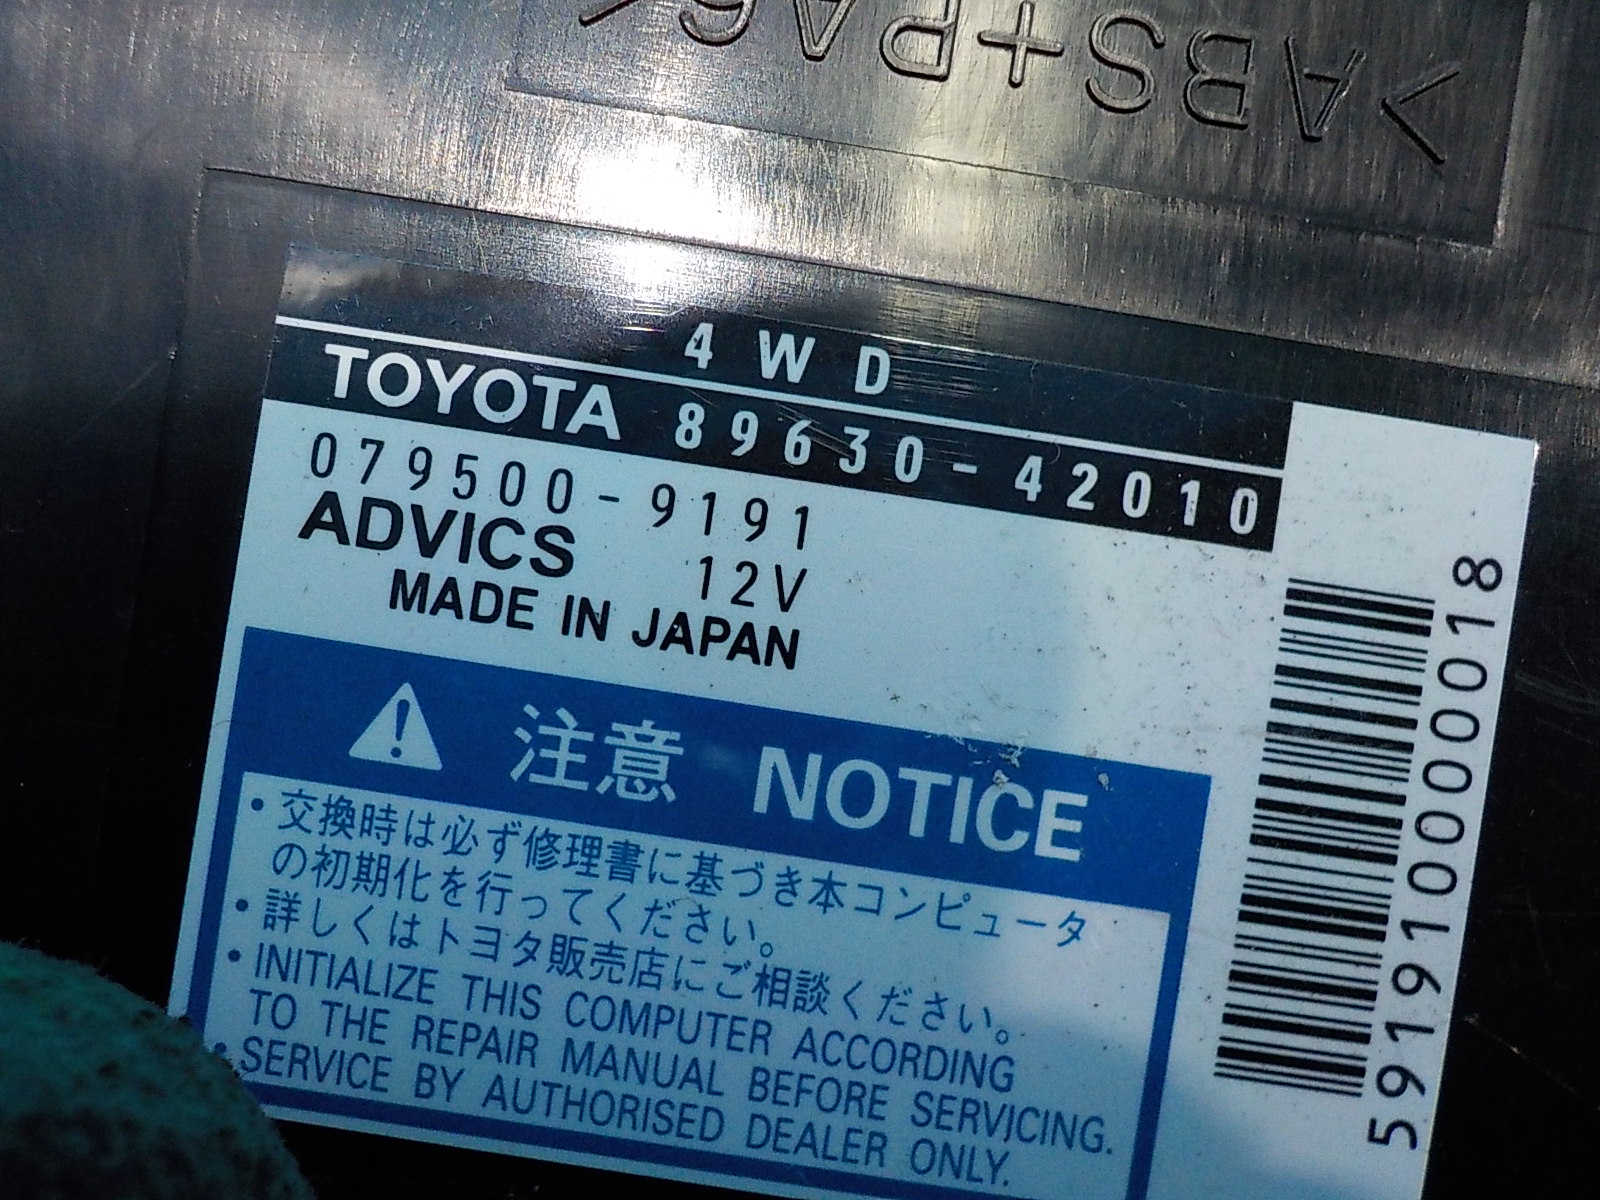 >ABS+PA6<
4WD
TOYOTA 89630-42010
079500-9191
ADVICS 12V
MADE IN JAPAN
注意 NOTICE
・交換時は必ず修理書に基づき本コンピュータ
の初期化を行ってください。
・詳しくはトヨタ販売店にご相談ください。
・INITIALIZE THIS COMPUTER ACCORDING
TO THE REPAIR MANUAL BEFORE SERVICING.
・SERVICE BY AUTHORISED DEALER ONLY.
5919100000018